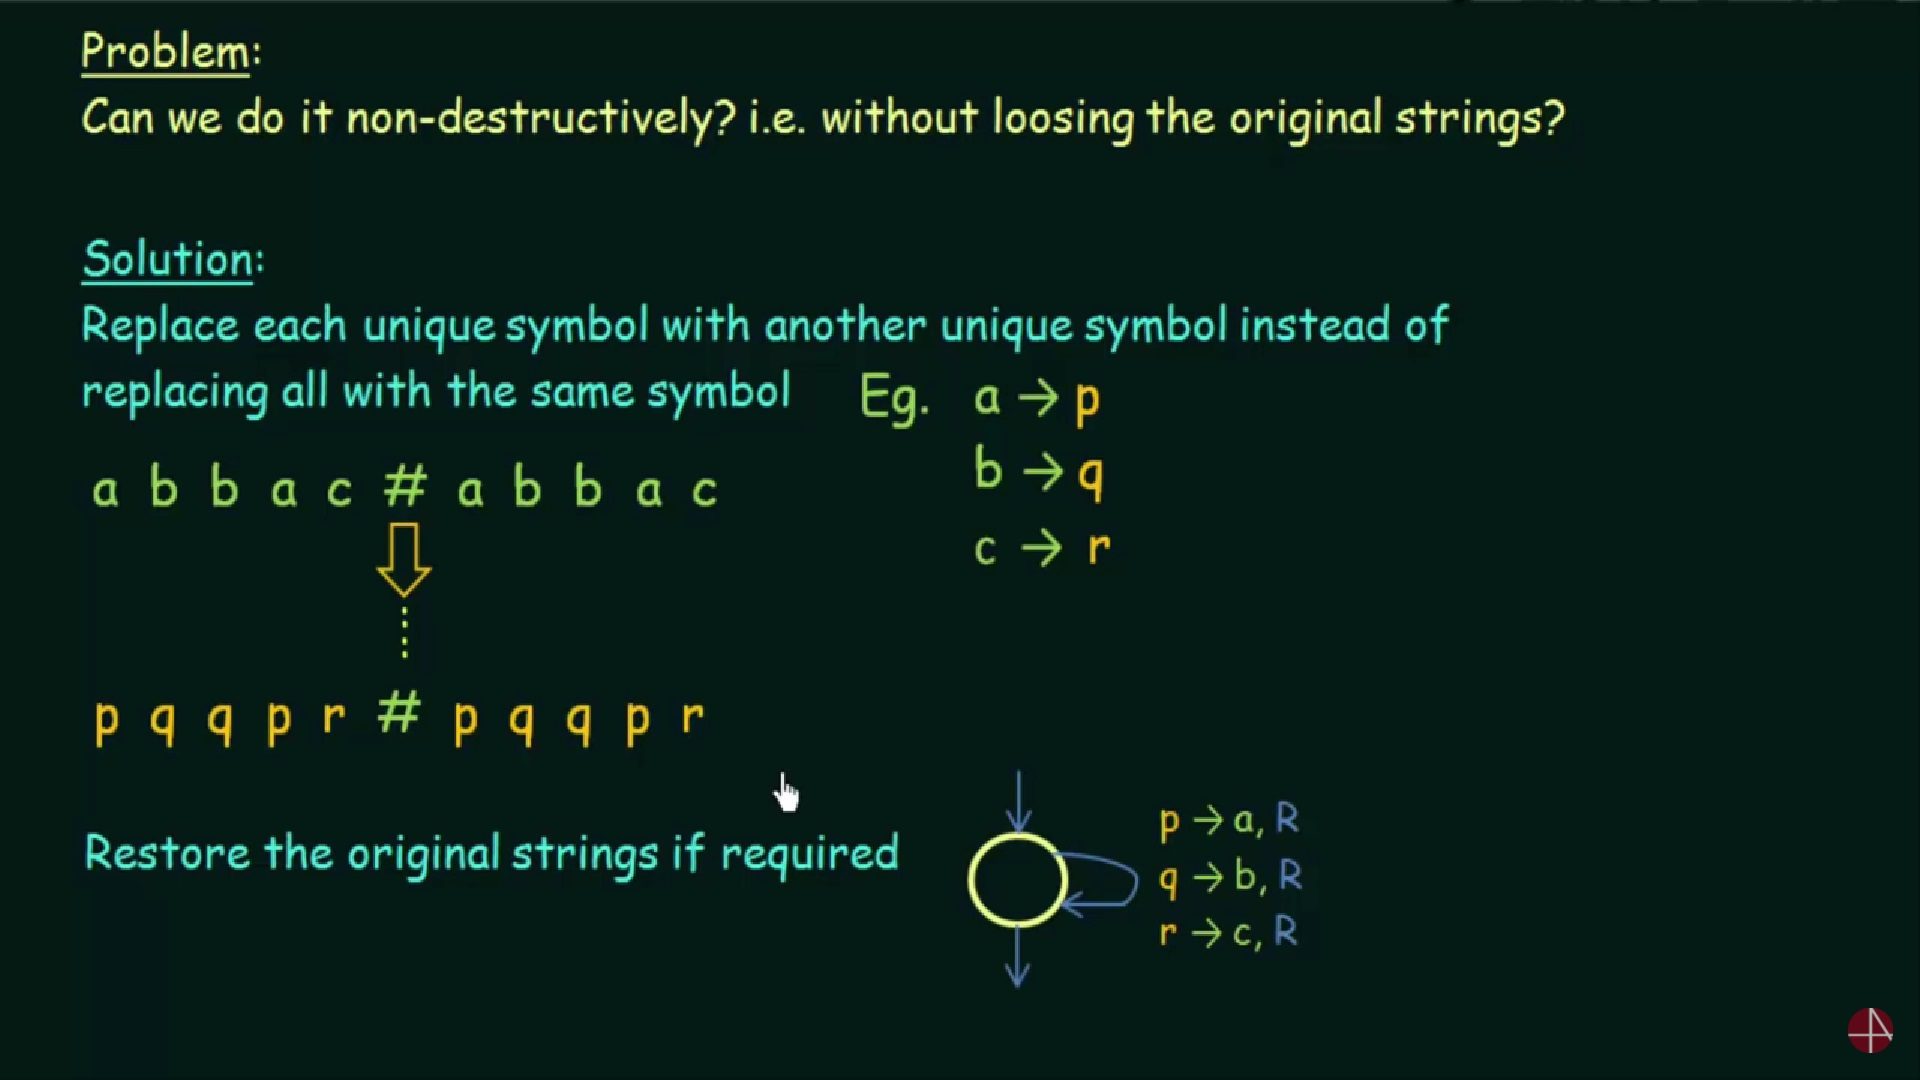 Problem:
Can we do it non-destructively? i.e. without loosing the original strings?
Solution:
Replace each unique symbol with another unique symbol instead of
replacing all with the same symbol
Eg. a → p
b → q
c → r
a b b a c # a b b a c
p q q p r # p q q p r
Restore the original strings if required
p → a, R
q → b, R
r → c, R